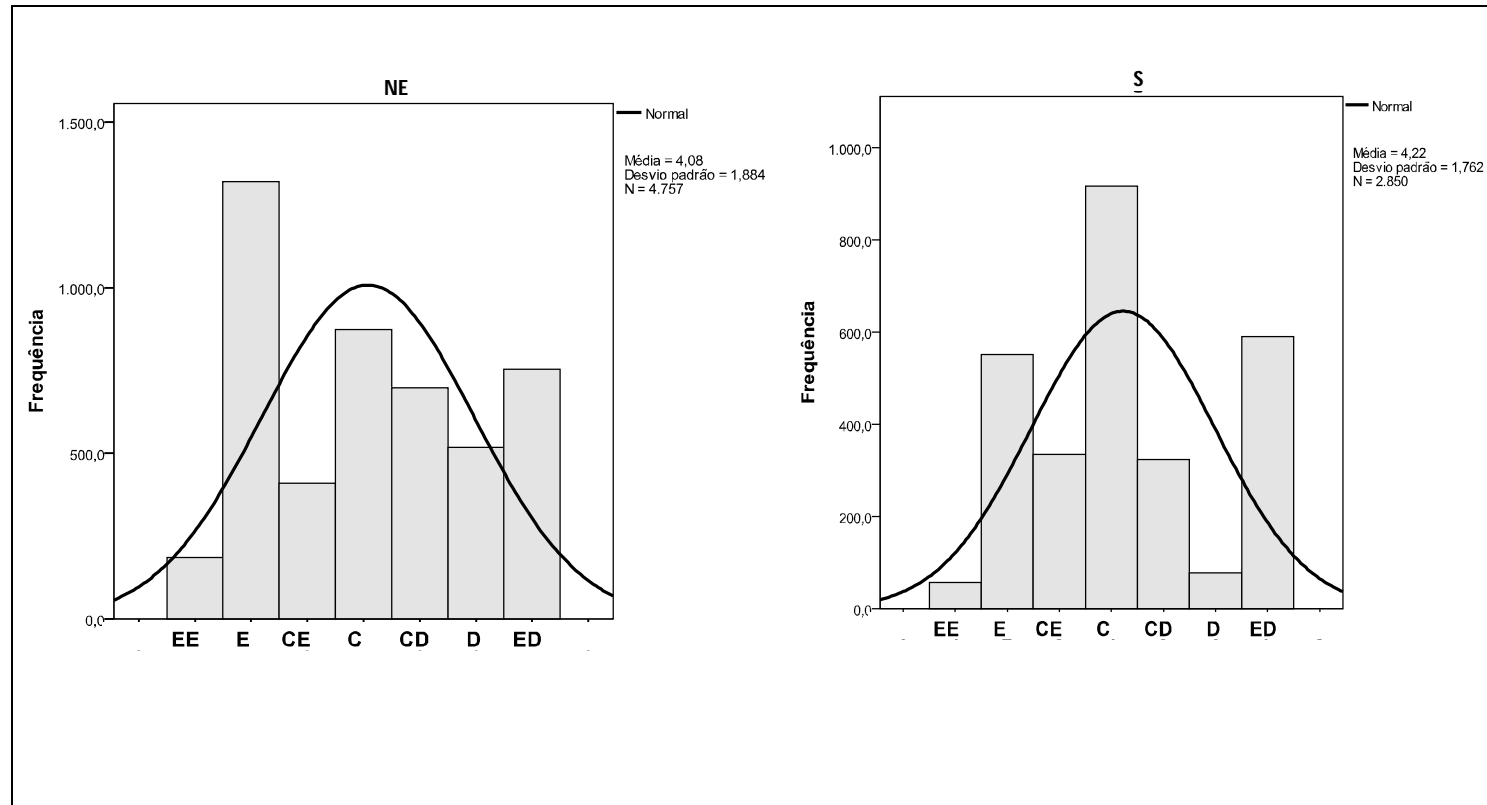 NE
Normal
Média = 4,08
Desvio padrão = 1,884
N = 4.757
Frequência
1.500,0
1.000,0
500,0
0,0
EE E CE C CD D ED
S
Normal
Média = 4,22
Desvio padrão = 1,762
N = 2.850
Frequência
1.000,0
800,0
600,0
400,0
200,0
0,0
EE E CE C CD D ED